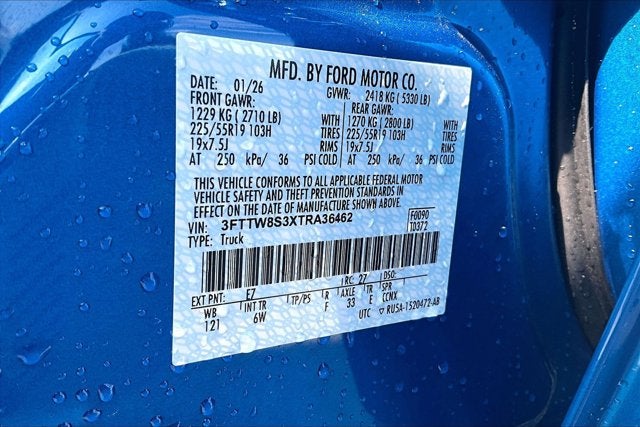 MFD. BY FORD MOTOR CO.
DATE: 01/26 GVWR: 2418 KG ( 5330 LB)
FRONT GAWR: REAR GAWR:
1229 KG ( 2710 LB) WITH 1270 KG ( 2800 LB) WITH
225/55R19 103H TIRES 225/55R19 103H TIRES
19x7.5J RIMS 19x7.5J RIMS
AT 250 kPa/ 36 PSI COLD AT 250 kPa/ 36 PSI COLD
THIS VEHICLE CONFORMS TO ALL APPLICABLE FEDERAL MOTOR
VEHICLE SAFETY AND THEFT PREVENTION STANDARDS IN
EFFECT ON THE DATE OF MANUFACTURE SHOWN ABOVE.
VIN: 3FTTW8S3XTRA36462 F0090
TYPE: Truck T0372
EXT PNT: E7 RC: 27 DSO:
WB INT TR TP/PS R AXLE TR SPR
121 6W F 33 E CCNX
UTC ▽ RU5A-1520472-AB